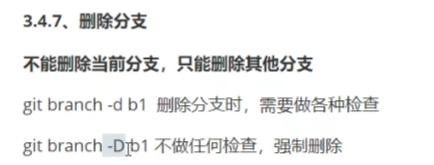 3.4.7、删除分支
不能删除当前分支，只能删除其他分支
git branch -d b1 删除分支时，需要做各种检查
git branch -D b1 不做任何检查，强制删除